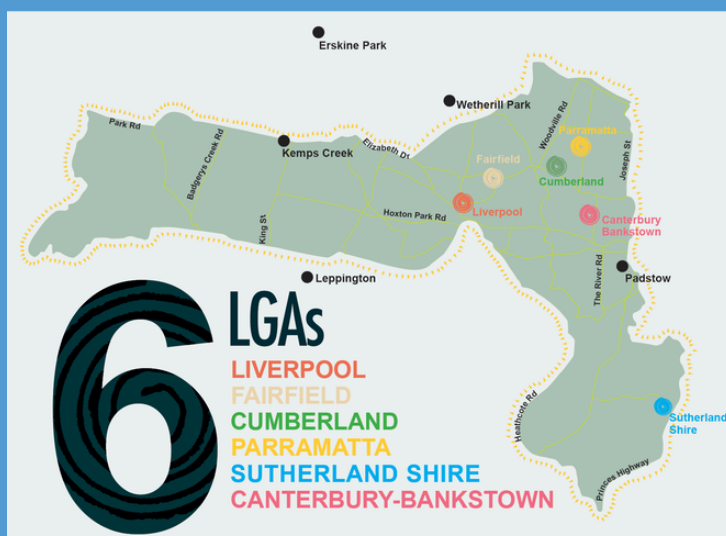 Erskine Park
Wetherill Park
Park Rd
Badgerys Creek Rd
Kemps Creek
Elizabeth Dr
Woodville Rd
Parramatta
Joseph St
Fairfield
Cumberland
King St
Hoxton Park Rd
Liverpool
Canterbury
Bankstown
Leppington
The River Rd
Padstow
Heathcote Rd
Sutherland
Shire
Princes Highway
6
LGAs
LIVERPOOL
FAIRFIELD
CUMBERLAND
PARRAMATTA
SUTHERLAND SHIRE
CANTERBURY-BANKSTOWN